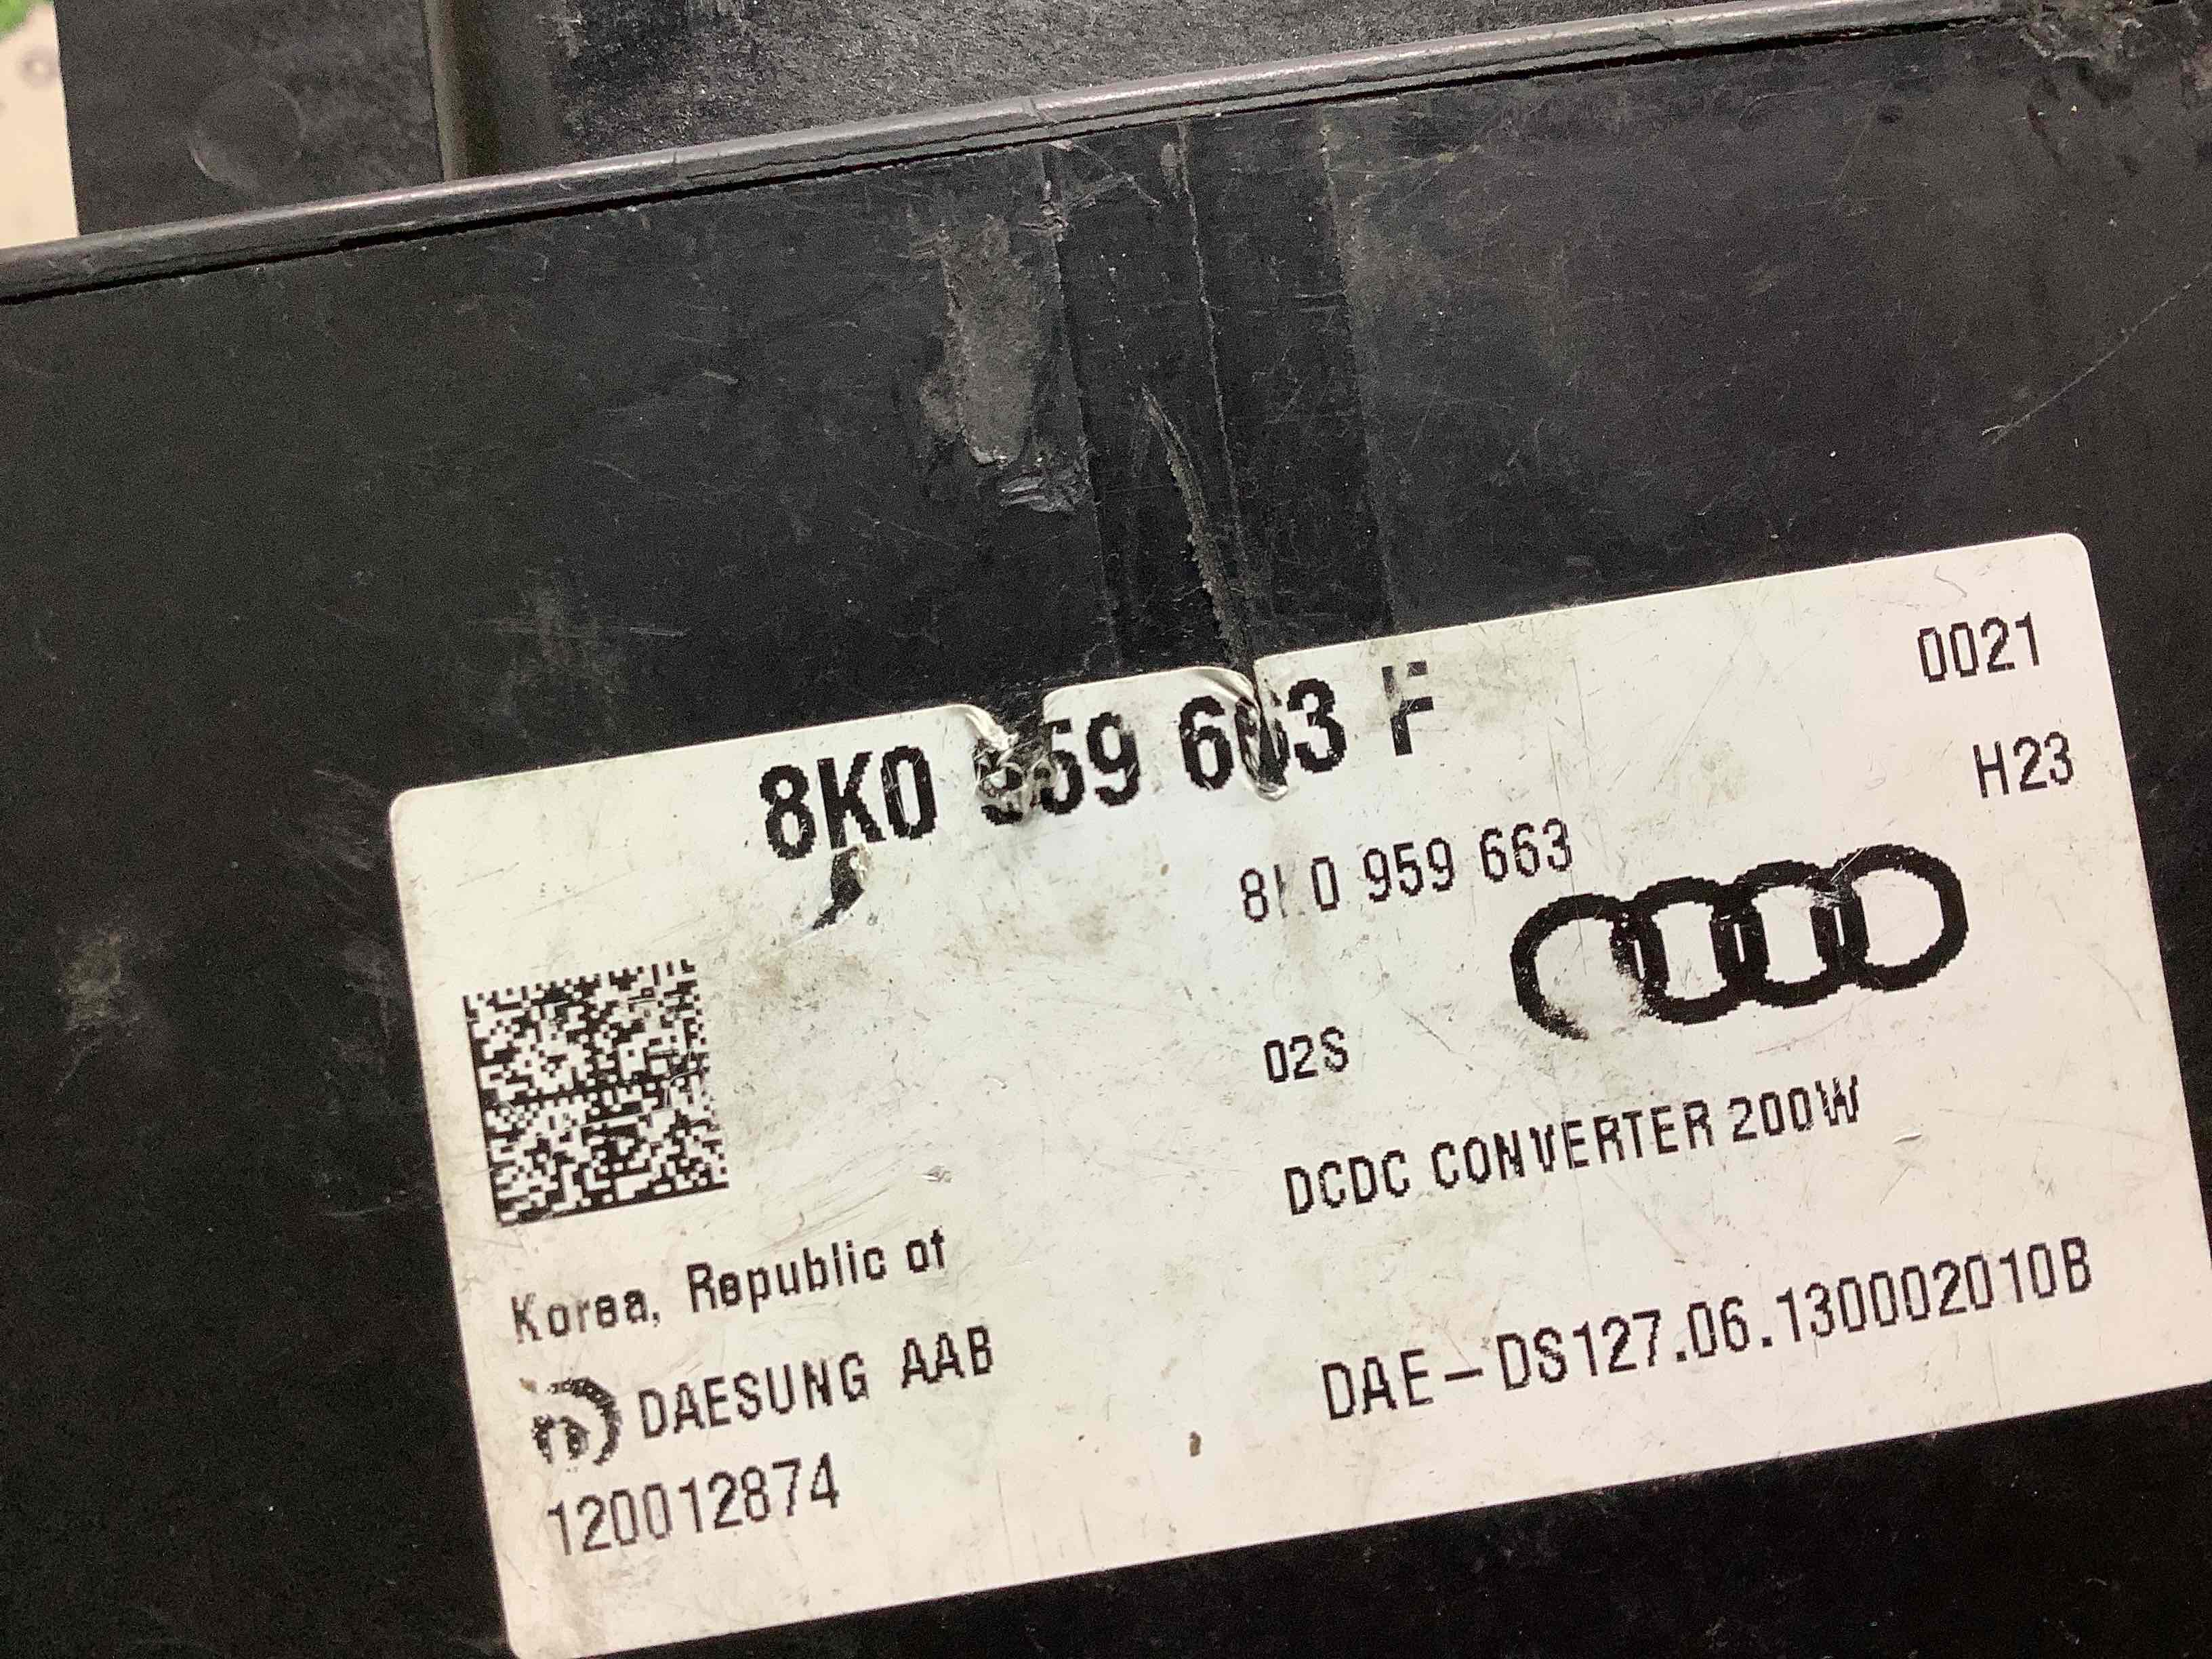 8K0 959 663 F
0021
H23
8K0 959 663
02S
DCDC CONVERTER 200W
Korea, Republic of
DAESUNG AAB
DAE-DS127.06.130002010B
120012874